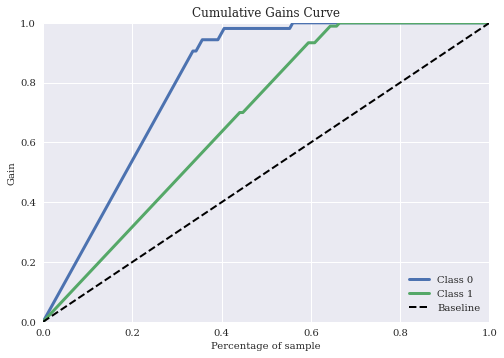 Cumulative Gains Curve
1.0
0.8
0.6
0.4
0.2
0.0
Gain
0.0 0.2 0.4 0.6 0.8 1.0
Percentage of sample
Class 0
Class 1
Baseline